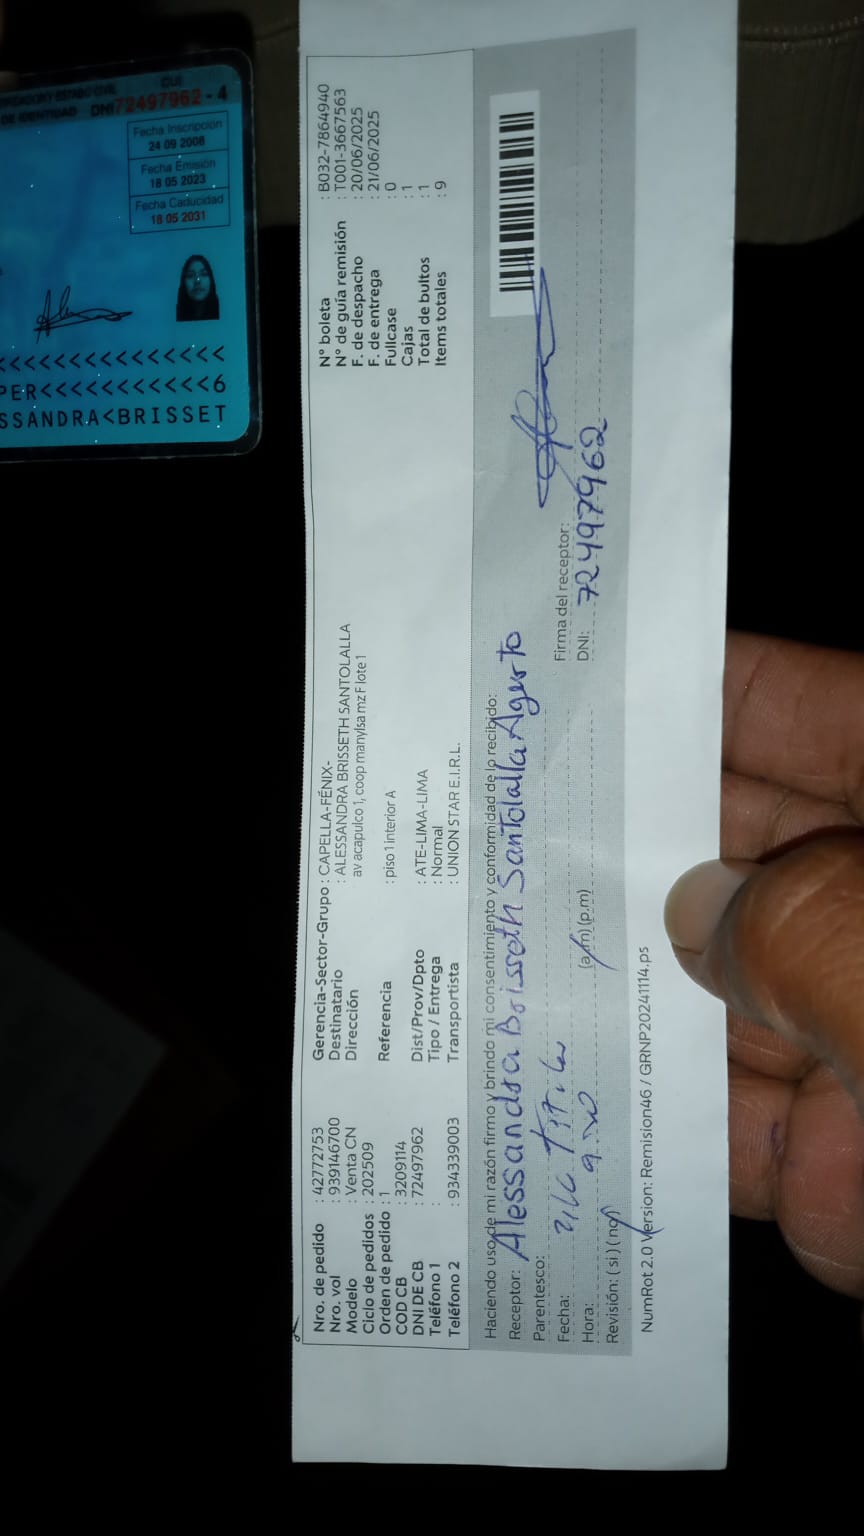 CUI
DNI72497962 - 4
Fecha Inscripción
24 09 2008
Fecha Emisión
18 05 2023
Fecha Caducidad
18 05 2031
<<<<<<<<<<<<<<
PER<<<<<<<<<<<6
SSANDRA<BRISSET
Nro. de pedido : 42772753
Nro. vol : 939146700
Modelo : Venta CN
Ciclo de pedidos : 202509
Orden de pedido : 1
COD CB : 3209114
DNI DE CB : 72497962
Teléfono 1 :
Teléfono 2 : 934339003
Gerencia-Sector-Grupo : CAPELLA-FÉNIX-
Destinatario : ALESSANDRA BRISSETH SANTOLALLA
Dirección av acapulco 1, coop manylsa mz F lote 1
Referencia : piso 1 interior A
Dist/Prov/Dpto : ATE-LIMA-LIMA
Tipo / Entrega : Normal
Transportista : UNION STAR E.I.R.L.
N° boleta : B032-7864940
N° de guía remisión : T001-3667563
F. de despacho : 20/06/2025
F. de entrega : 21/06/2025
Fullcase : 0
Cajas : 1
Total de bultos : 1
Items totales : 9
Haciendo uso de mi razón firmo y brindo mi consentimiento y conformidad de lo recibido:
Receptor: Alessandra Brisseth Santolalla Agurto
Parentesco: Titular
Fecha:
Hora: (a.m) (p.m)
Revisión: ( si ) ( no )
Firma del receptor:
DNI: 72497962
NumRot 2.0 Version: Remision46 / GRNP20241114.ps